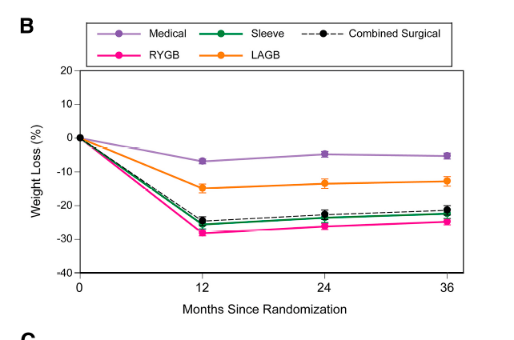 B
Medical Sleeve Combined Surgical
RYGB LAGB
20
10
0
-10
-20
-30
-40
Weight Loss (%)
0 12 24 36
Months Since Randomization